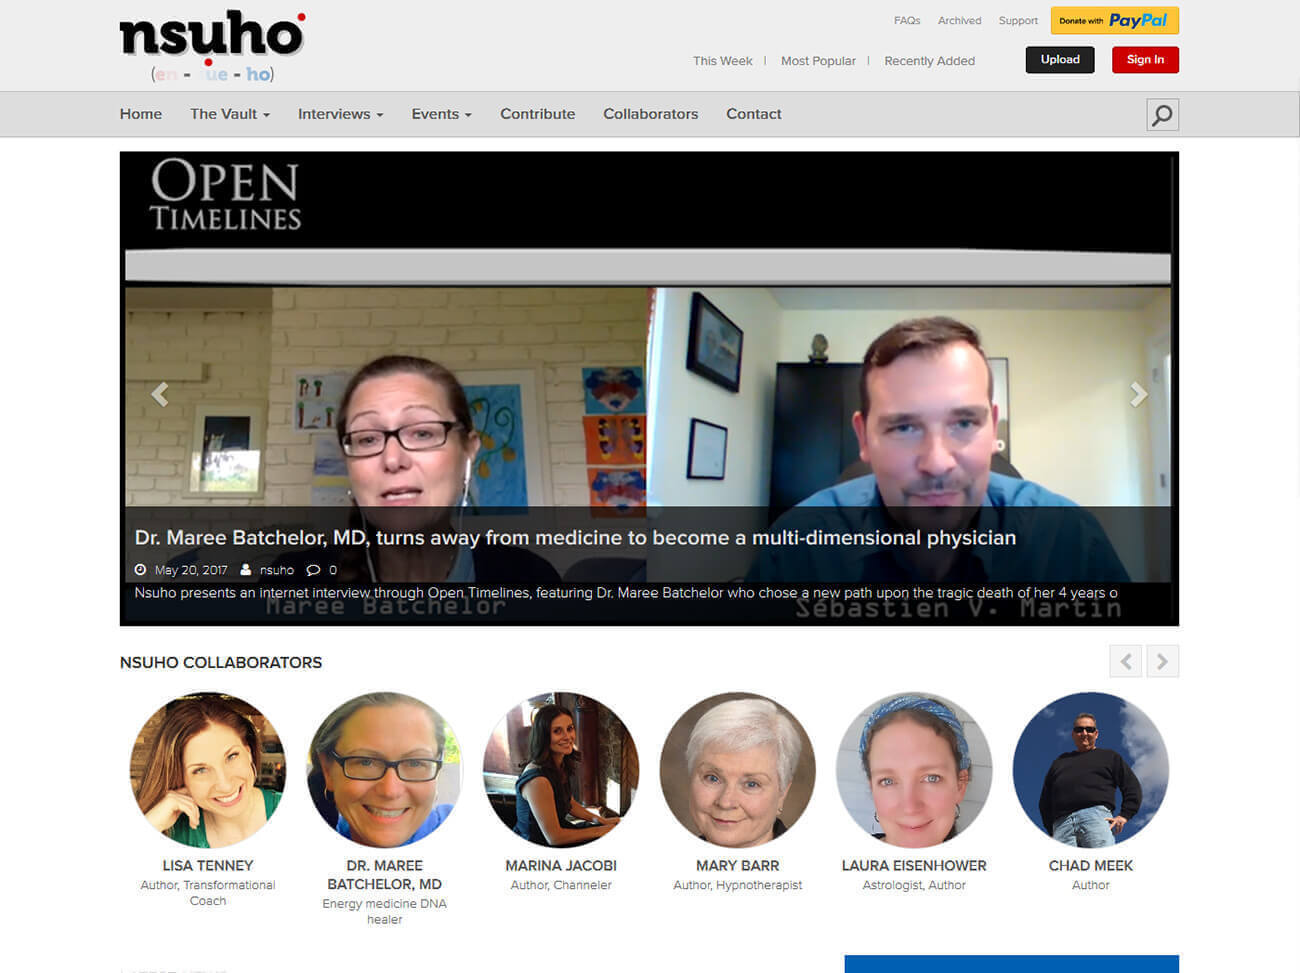 nsuho
(en - sue - ho)
FAQs Archived Support Donate with PayPal
This Week | Most Popular | Recently Added Upload Sign In
Home The Vault Interviews Events Contribute Collaborators Contact
OPEN
TIMELINES
Dr. Maree Batchelor, MD, turns away from medicine to become a multi-dimensional physician
May 20, 2017 nsuho 0
Nsuho presents an internet interview through Open Timelines, featuring Dr. Maree Batchelor who chose a new path upon the tragic death of her 4 years o
Maree Batchelor Sébastien V. Martin
NSUHO COLLABORATORS
LISA TENNEY
Author, Transformational
Coach
DR. MAREE
BATCHELOR, MD
Energy medicine DNA
healer
MARINA JACOBI
Author, Channeler
MARY BARR
Author, Hypnotherapist
LAURA EISENHOWER
Astrologist, Author
CHAD MEEK
Author